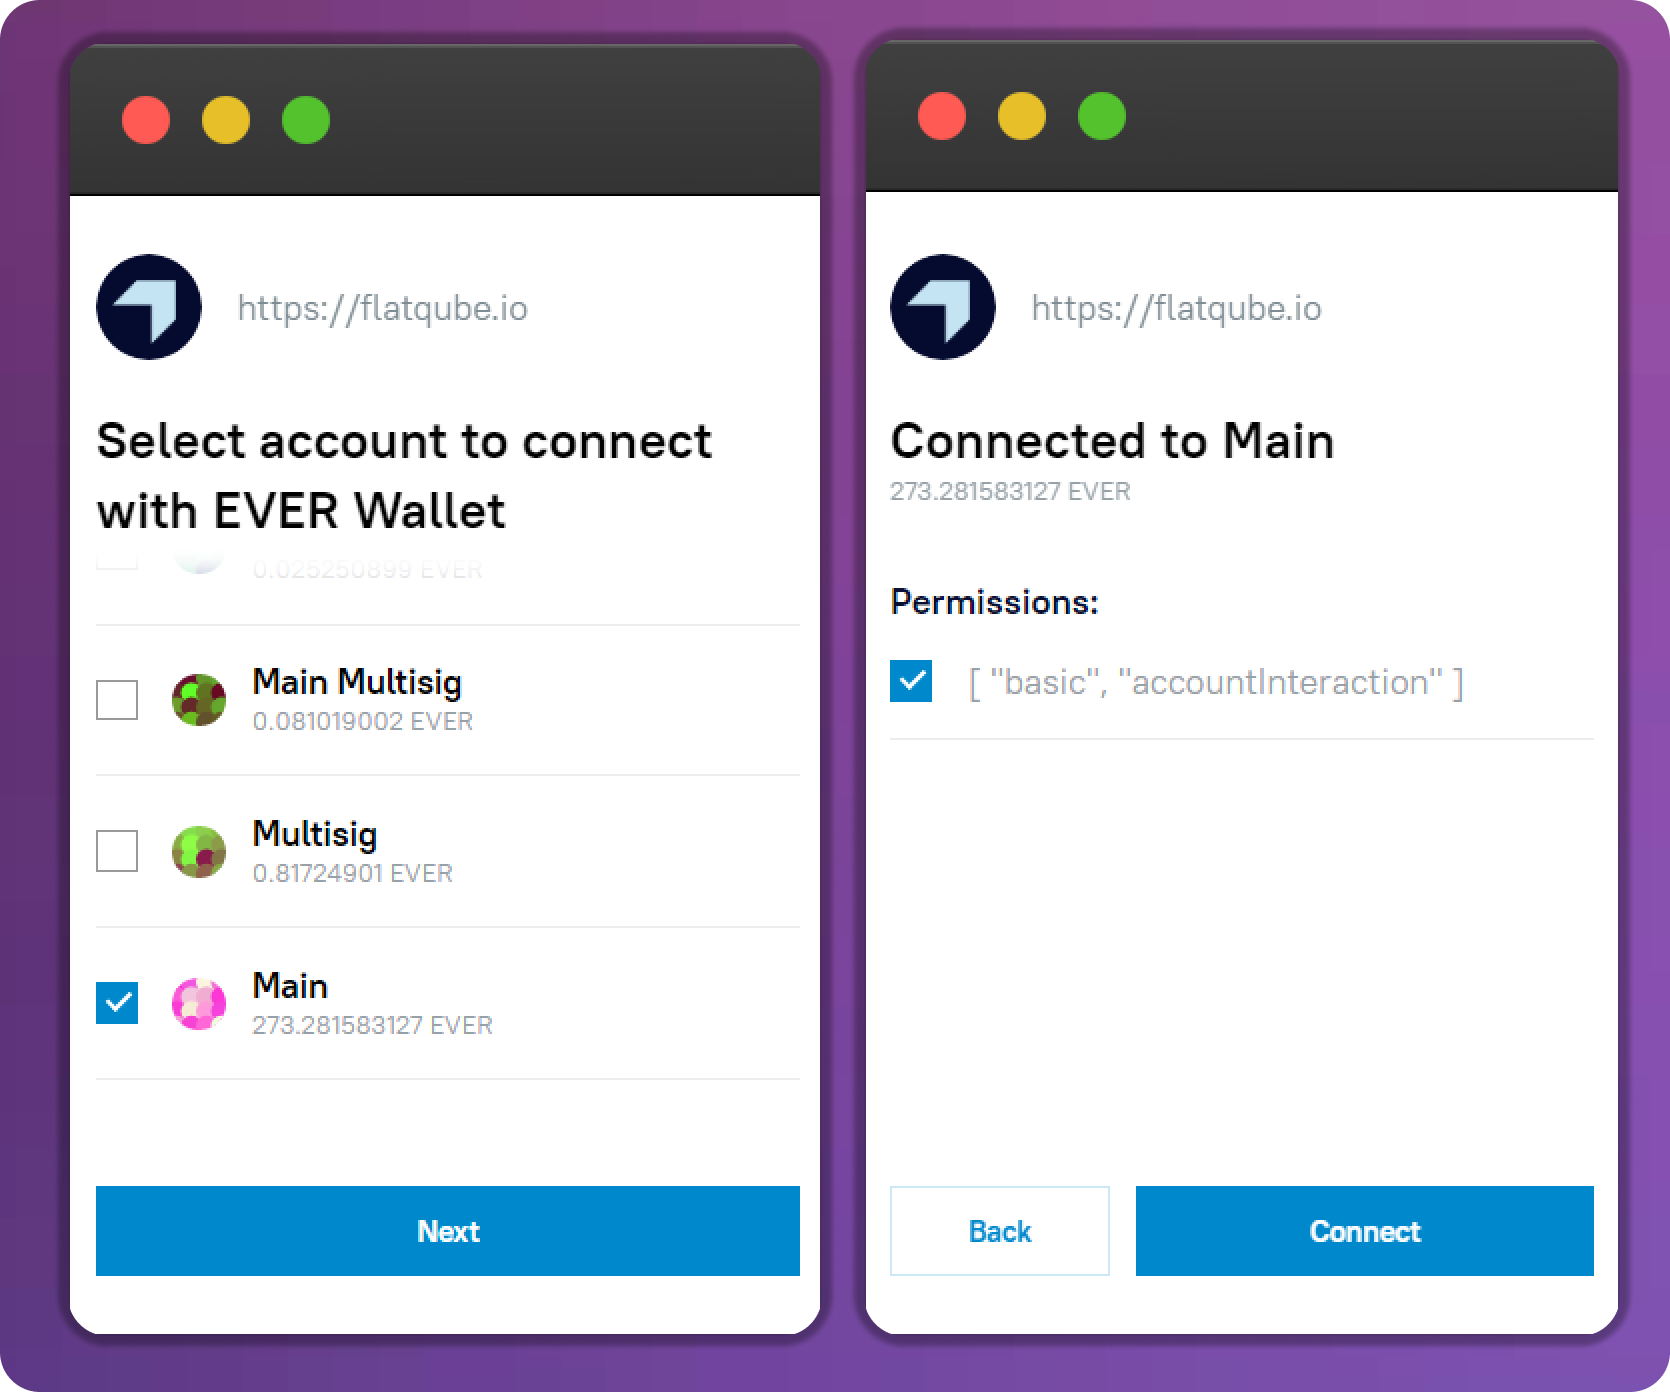 https://flatqube.io
Select account to connect
with EVER Wallet
0.025250899 EVER
Main Multisig
0.081019002 EVER
Multisig
0.81724901 EVER
Main
273.281583127 EVER
Next
https://flatqube.io
Connected to Main
273.281583127 EVER
Permissions:
[ "basic", "accountInteraction" ]
Back
Connect